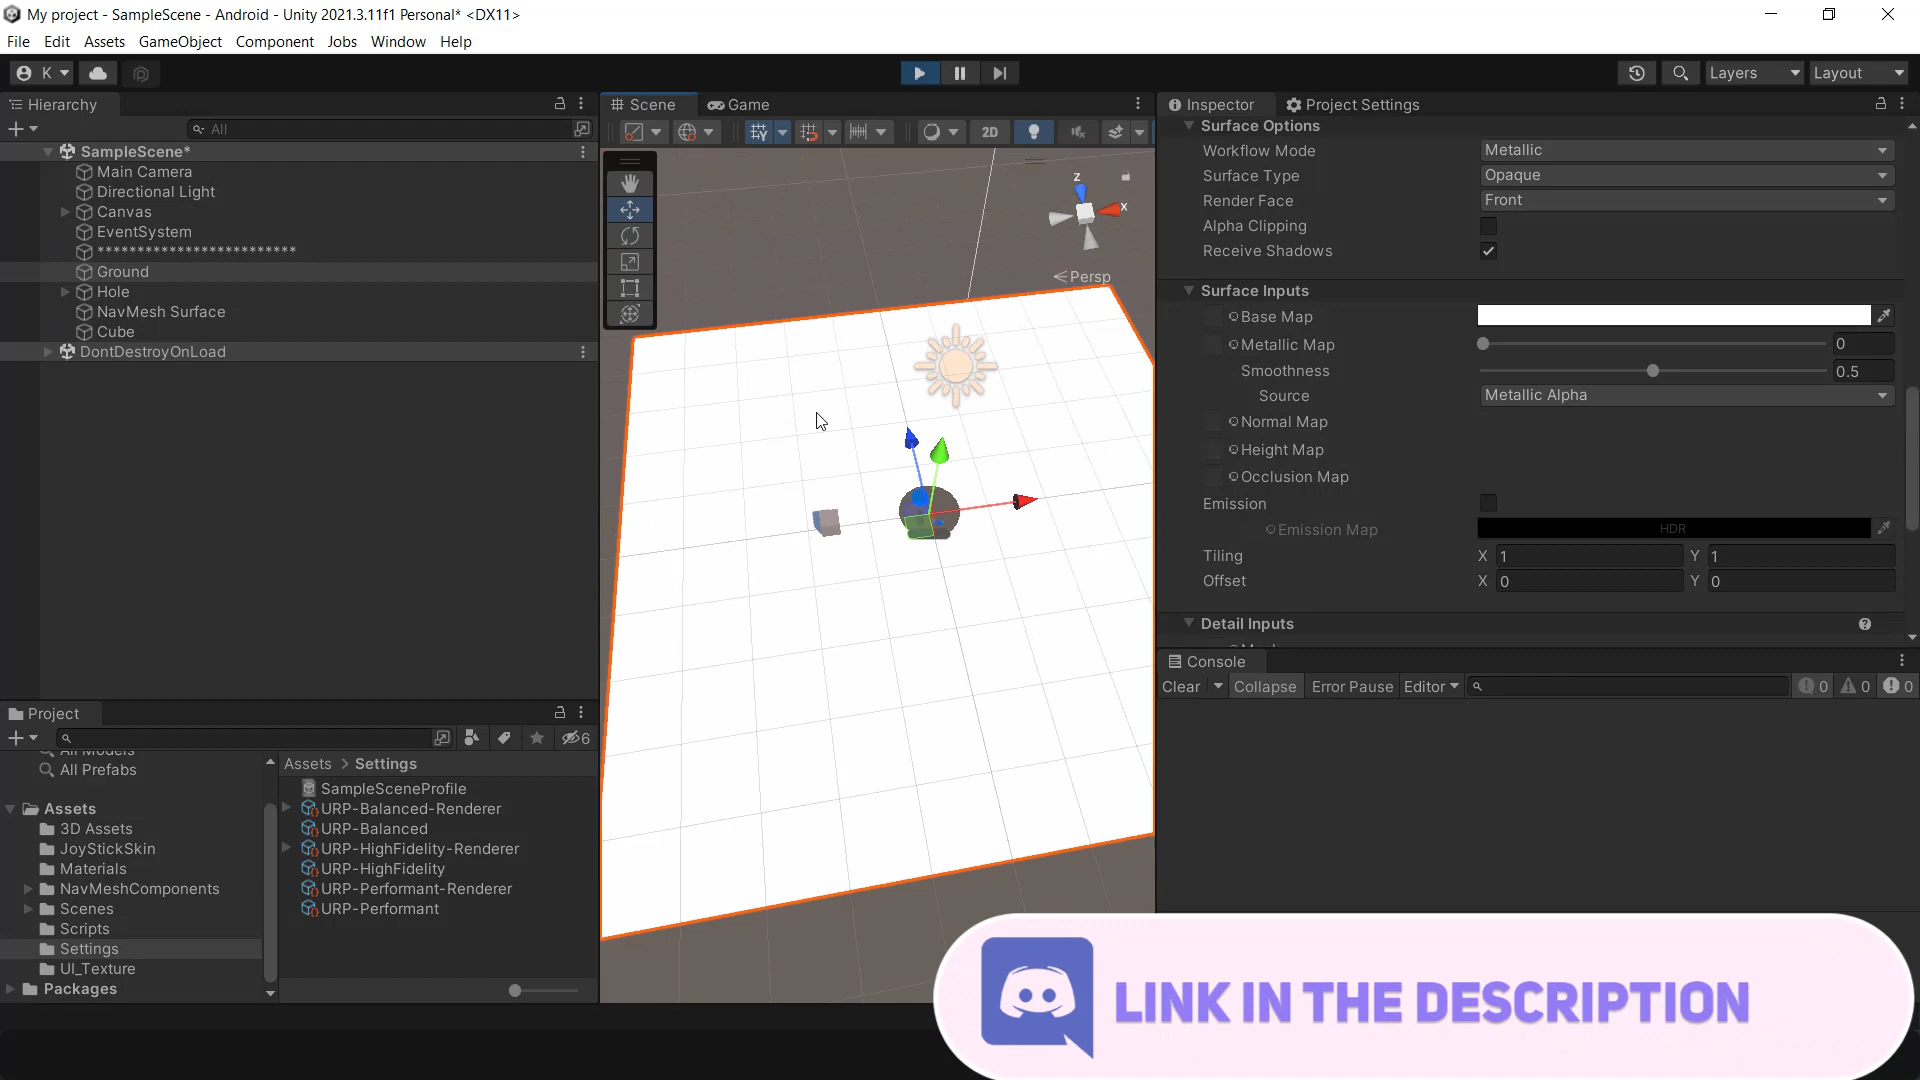 My project - SampleScene - Android - Unity 2021.3.11f1 Personal* <DX11>
File Edit Assets GameObject Component Jobs Window Help
K
Layers
Layout
Hierarchy
All
SampleScene*
Main Camera
Directional Light
Canvas
EventSystem
*************************
Ground
Hole
NavMesh Surface
Cube
DontDestroyOnLoad
Scene
Game
2D
z
x
Persp
Inspector
Project Settings
Surface Options
Workflow Mode Metallic
Surface Type Opaque
Render Face Front
Alpha Clipping
Receive Shadows
Surface Inputs
Base Map
Metallic Map 0
Smoothness 0.5
Source Metallic Alpha
Normal Map
Height Map
Occlusion Map
Emission
Emission Map HDR
Tiling X 1 Y 1
Offset X 0 Y 0
Detail Inputs
Console
Clear Collapse Error Pause Editor 0 0 0
Project
6
All Prefabs
Assets
3D Assets
JoyStickSkin
Materials
NavMeshComponents
Scenes
Scripts
Settings
UI_Texture
Packages
Assets > Settings
SampleSceneProfile
URP-Balanced-Renderer
URP-Balanced
URP-HighFidelity-Renderer
URP-HighFidelity
URP-Performant-Renderer
URP-Performant
LINK IN THE DESCRIPTION